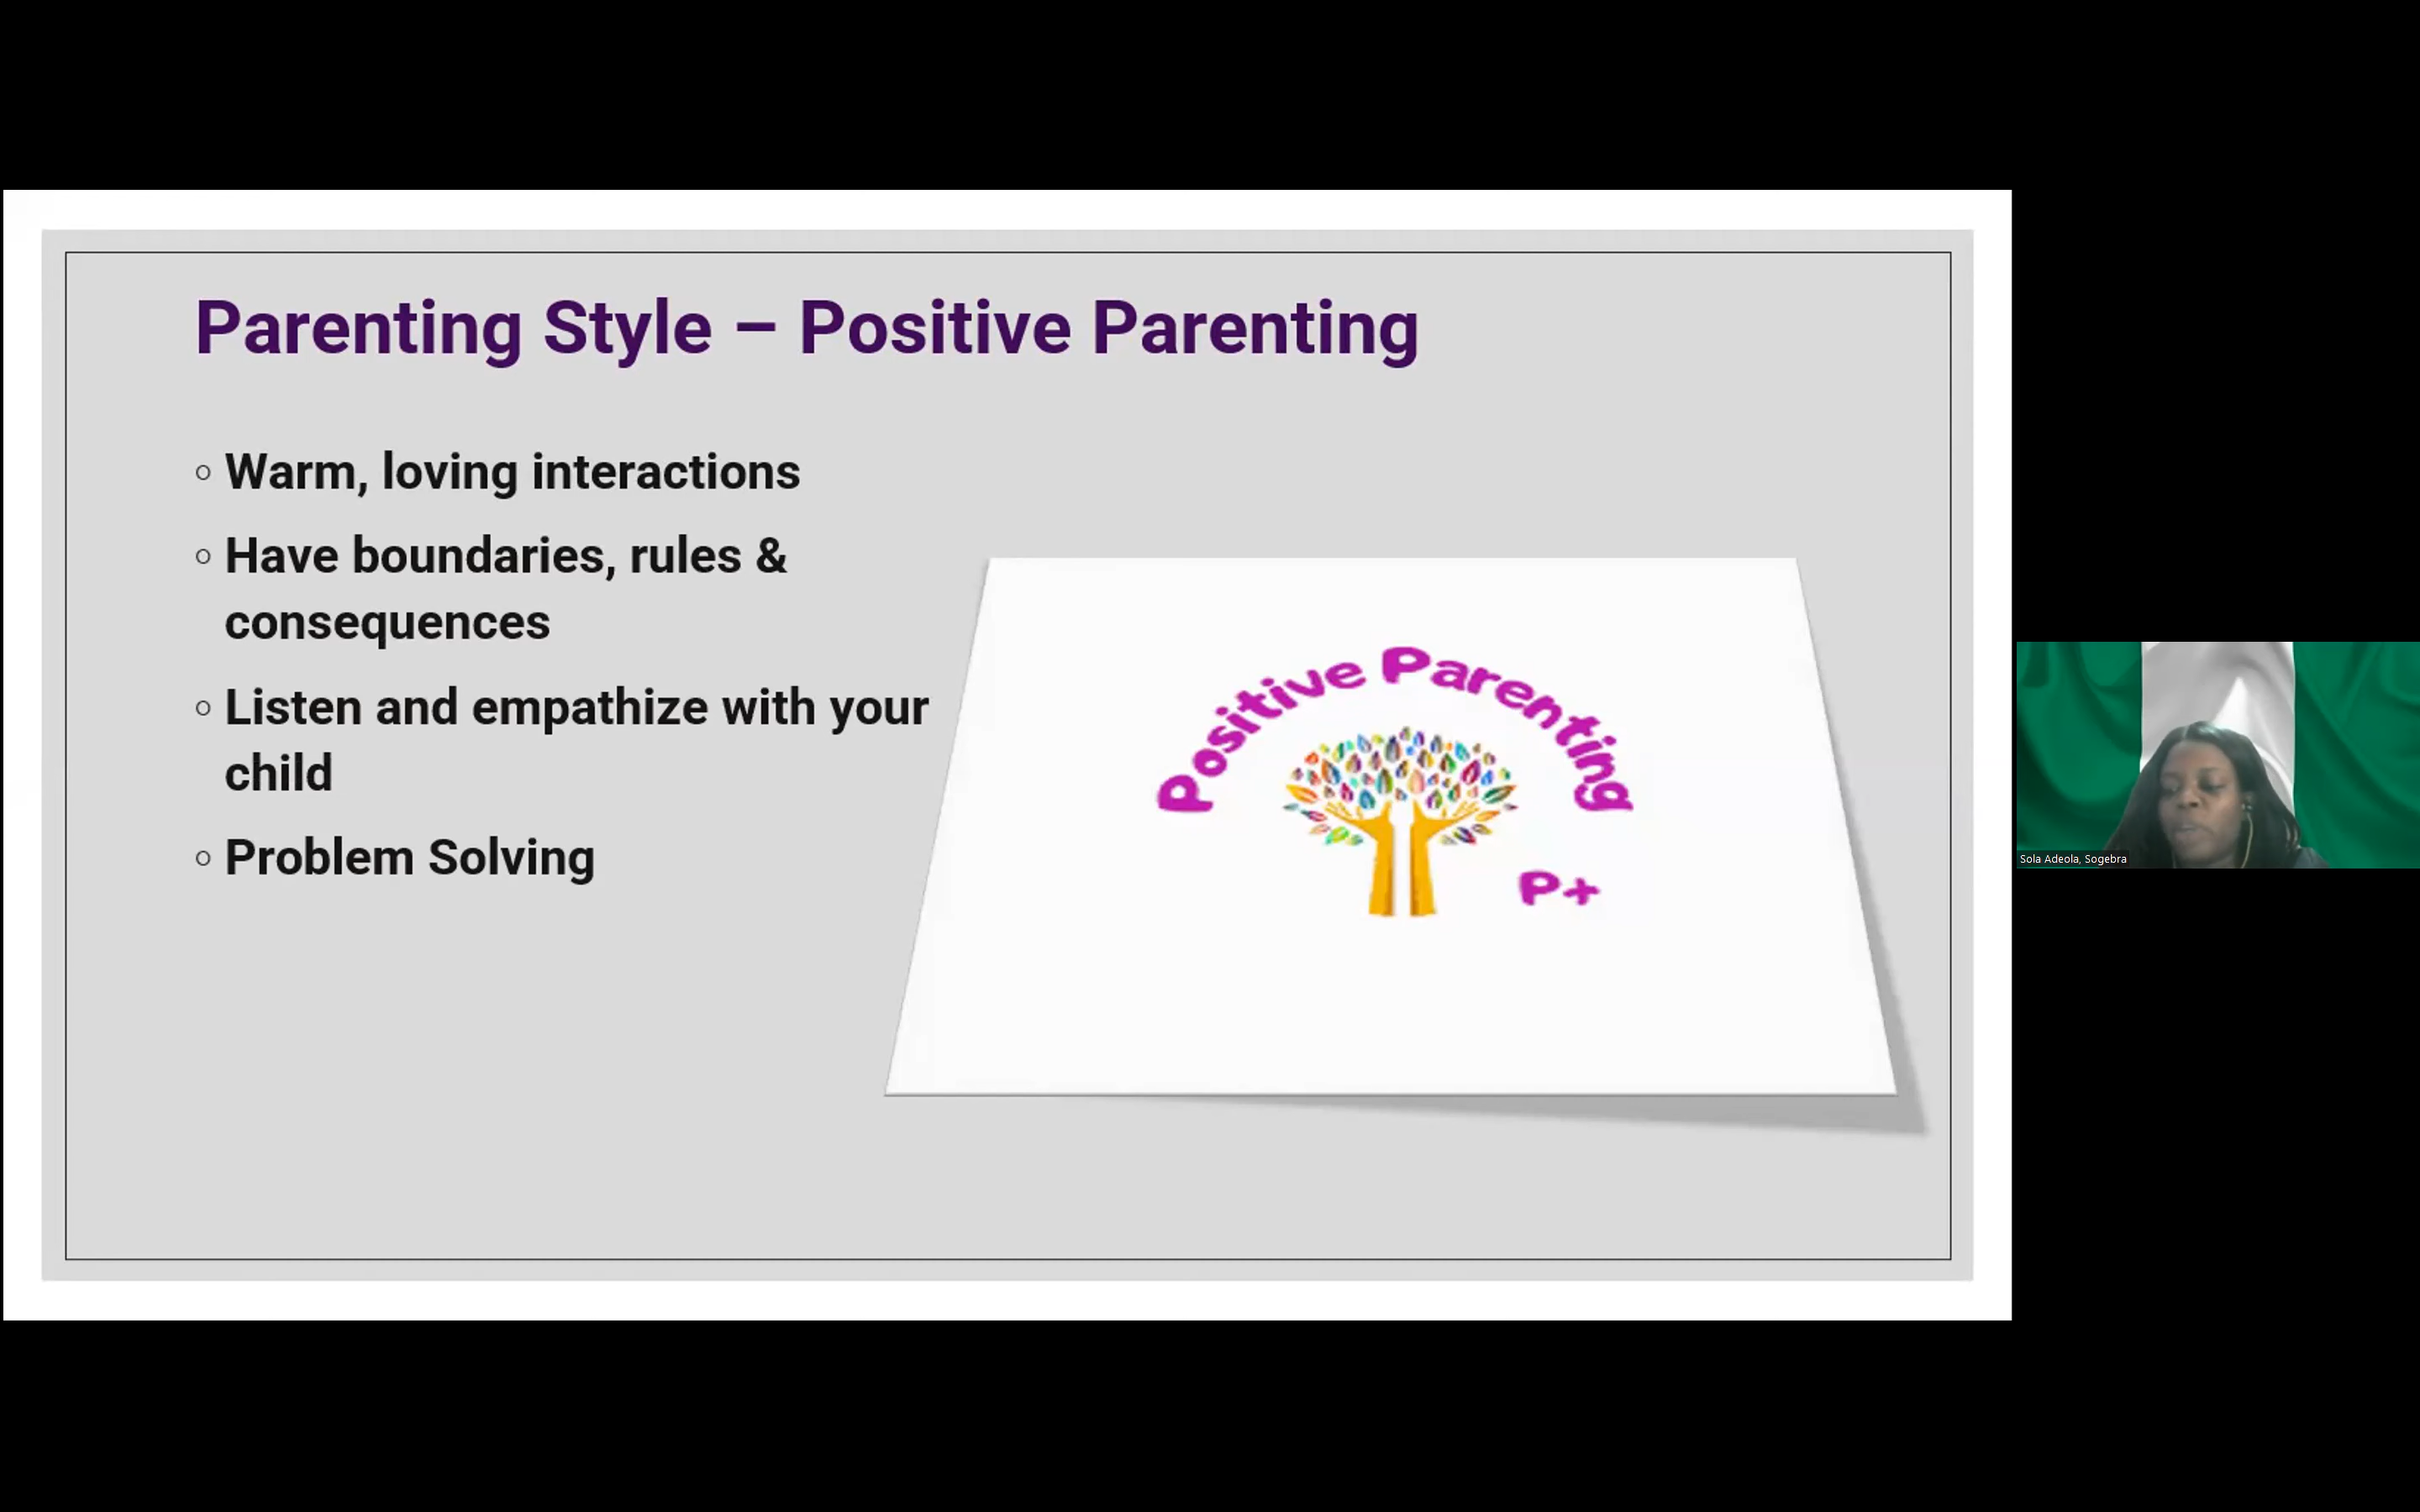 Parenting Style – Positive Parenting
○ Warm, loving interactions
○ Have boundaries, rules &
consequences
○ Listen and empathize with your
child
○ Problem Solving
Positive Parenting
P+
Sola Adeola, Sogebra